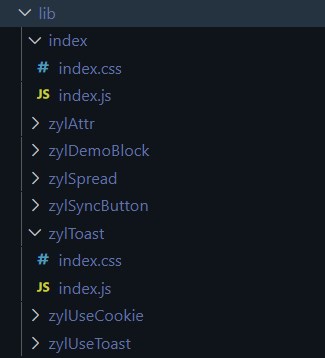 lib
index
# index.css
JS index.js
zylAttr
zylDemoBlock
zylSpread
zylSyncButton
zylToast
# index.css
JS index.js
zylUseCookie
zylUseToast